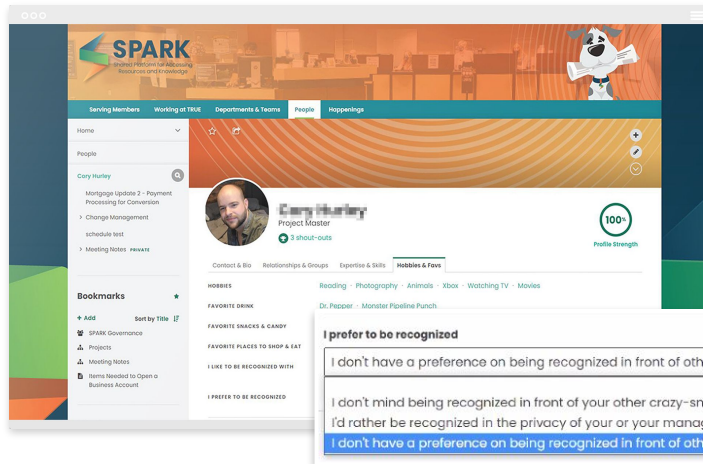 SPARK
Shared Platform for Accessing
Resources and Knowledge
Serving Members Working at TRUE Departments & Teams People Happenings
Home
People
Cory Hurley
Mortgage Update 2 - Payment
Processing for Conversion
Change Management
schedule test
Meeting Notes PRIVATE
Bookmarks
+ Add Sort by Title
SPARK Governance
Projects
Meeting Notes
Items Needed to Open a
Business Account
Project Master
3 shout-outs
100%
Profile Strength
Contact & Bio Relationships & Groups Expertise & Skills Hobbies & Favs
HOBBIES Reading · Photography · Animals · Xbox · Watching TV · Movies
FAVORITE DRINK Dr. Pepper · Monster Pipeline Punch
FAVORITE SNACKS & CANDY
FAVORITE PLACES TO SHOP & EAT
I LIKE TO BE RECOGNIZED WITH
I PREFER TO BE RECOGNIZED
I prefer to be recognized
I don't have a preference on being recognized in front of oth
I don't mind being recognized in front of your other crazy-sn
I'd rather be recognized in the privacy of your or your manag
I don't have a preference on being recognized in front of oth